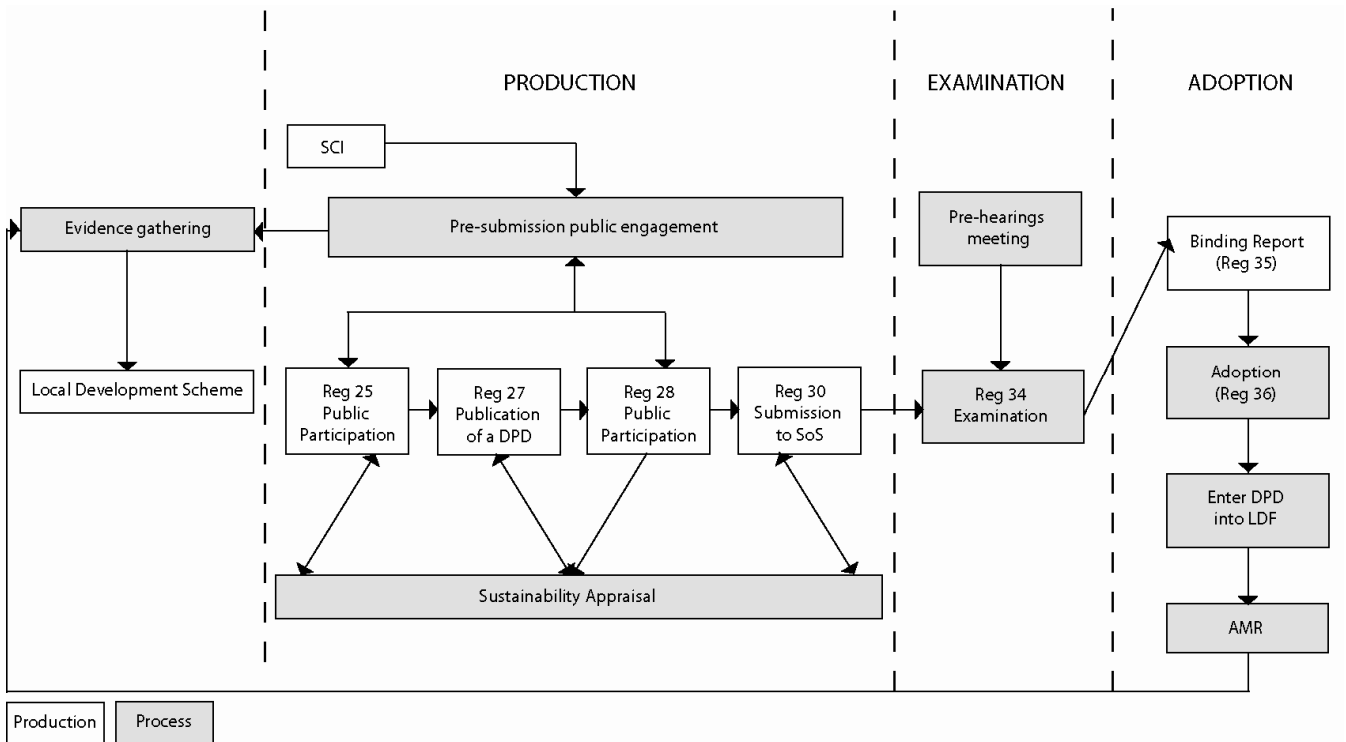 PRODUCTION
EXAMINATION
ADOPTION
SCI
Evidence gathering
Pre-submission public engagement
Pre-hearings
meeting
Binding Report
(Reg 35)
Local Development Scheme
Reg 25
Public
Participation
Reg 27
Publication
of a DPD
Reg 28
Public
Participation
Reg 30
Submission
to SoS
Reg 34
Examination
Adoption
(Reg 36)
Enter DPD
into LDF
Sustainability Appraisal
AMR
Production
Process